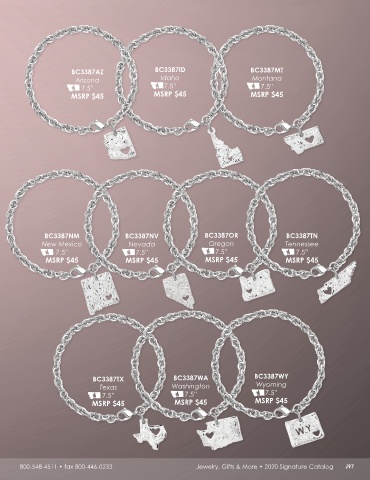 BC3387AZ
Arizona
7.5"
MSRP $45
BC3387ID
Idaho
7.5"
MSRP $45
BC3387MT
Montana
7.5"
MSRP $45
BC3387NM
New Mexico
7.5"
MSRP $45
BC3387NV
Nevada
7.5"
MSRP $45
BC3387OR
Oregon
7.5"
MSRP $45
BC3387TN
Tennessee
7.5"
MSRP $45
BC3387TX
Texas
7.5"
MSRP $45
BC3387WA
Washington
7.5"
MSRP $45
BC3387WY
Wyoming
7.5"
MSRP $45
WY
800-548-4511 • fax 800-446-0233
Jewelry, Gifts & More • 2020 Signature Catalog